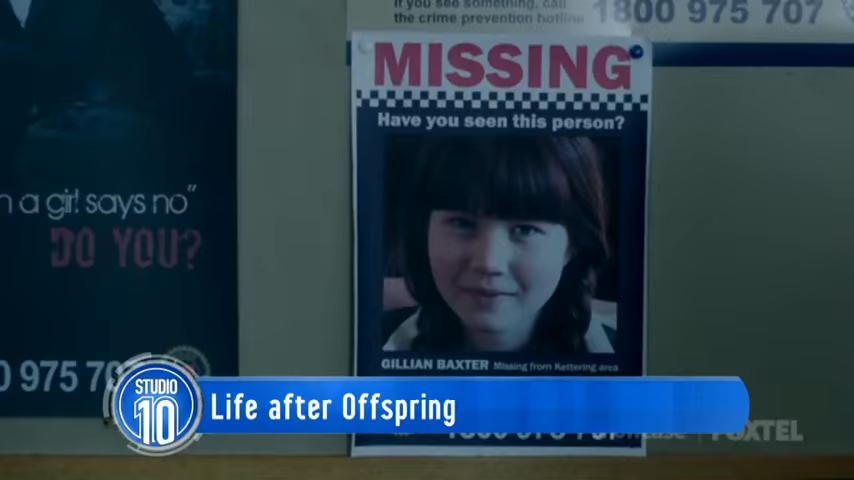 If you see something, call
the crime prevention hotline
1800 975 707
MISSING
Have you seen this person?
a girl says no"
DO YOU?
GILLIAN BAXTER Missing from Kettering area
0 975 70
STUDIO
10
Life after Offspring
FOXTEL